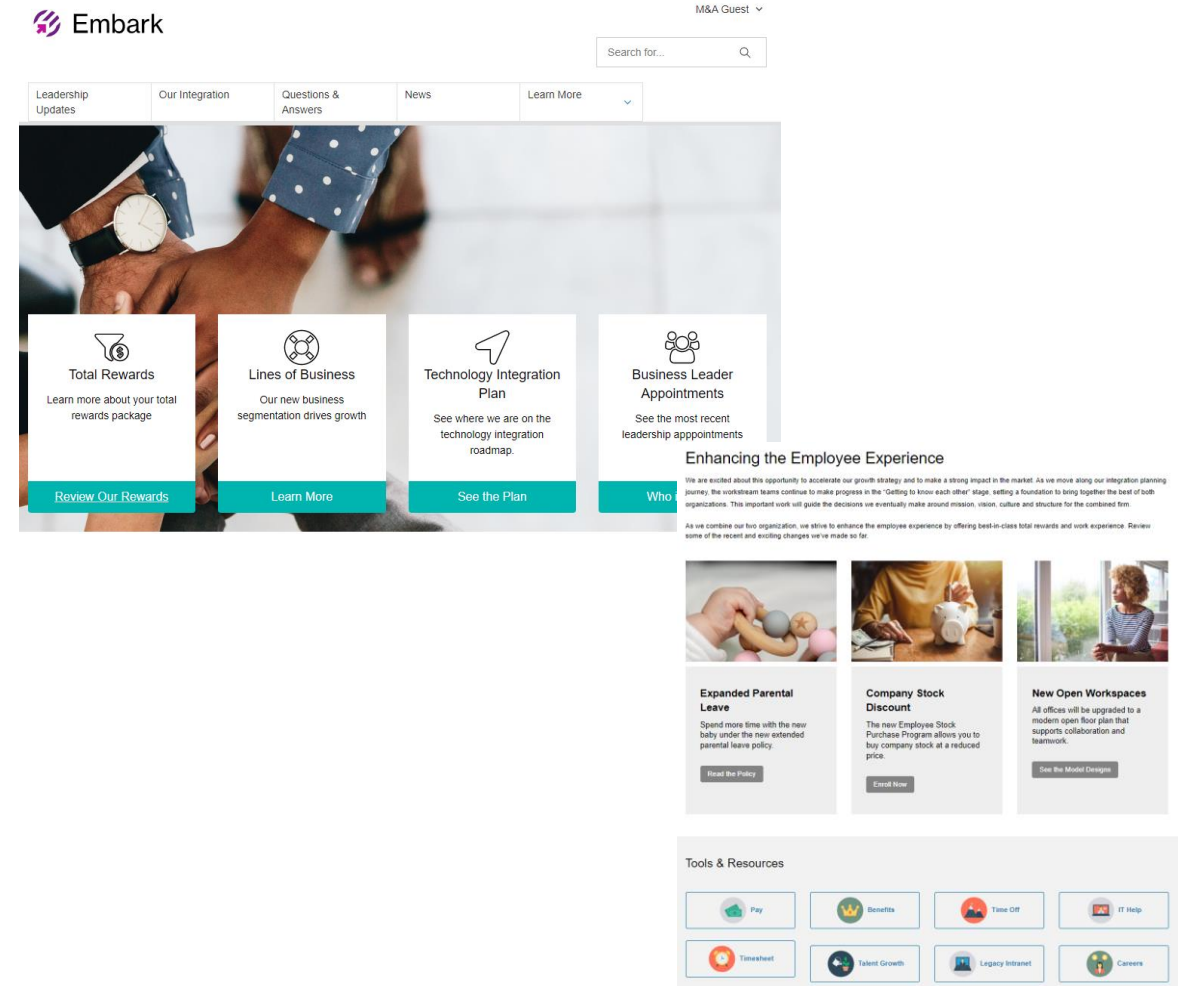 Embark
M&A Guest
Search for...
Leadership
Updates
Our Integration
Questions &
Answers
News
Learn More
Total Rewards
Learn more about your total
rewards package
Review Our Rewards
Lines of Business
Our new business
segmentation drives growth
Learn More
Technology Integration
Plan
See where we are on the
technology integration
roadmap.
See the Plan
Business Leader
Appointments
See the most recent
leadership apppointments
Who
Enhancing the Employee Experience
We are excited about this opportunity to accelerate our growth strategy and to make a strong impact in the market. As we move along our integration planning
journey, the workstream teams continue to make progress in the "Getting to know each other" stage, setting a foundation to bring together the best of both
organizations. This important work will guide the decisions we eventually make around mission, vision, culture and structure for the combined firm.
As we combine our two organization, we strive to enhance the employee experience by offering best-in-class total rewards and work experience. Review
some of the recent and exciting changes we've made so far.
Expanded Parental
Leave
Spend more time with the new
baby under the new extended
parental leave policy.
Read the Policy
Company Stock
Discount
The new Employee Stock
Purchase Program allows you to
buy company stock at a reduced
price.
Enroll Now
New Open Workspaces
All offices will be upgraded to a
modern open floor plan that
supports collaboration and
teamwork.
See the Model Designs
Tools & Resources
Pay
Benefits
Time Off
IT Help
Timesheet
Talent Growth
Legacy Intranet
Careers